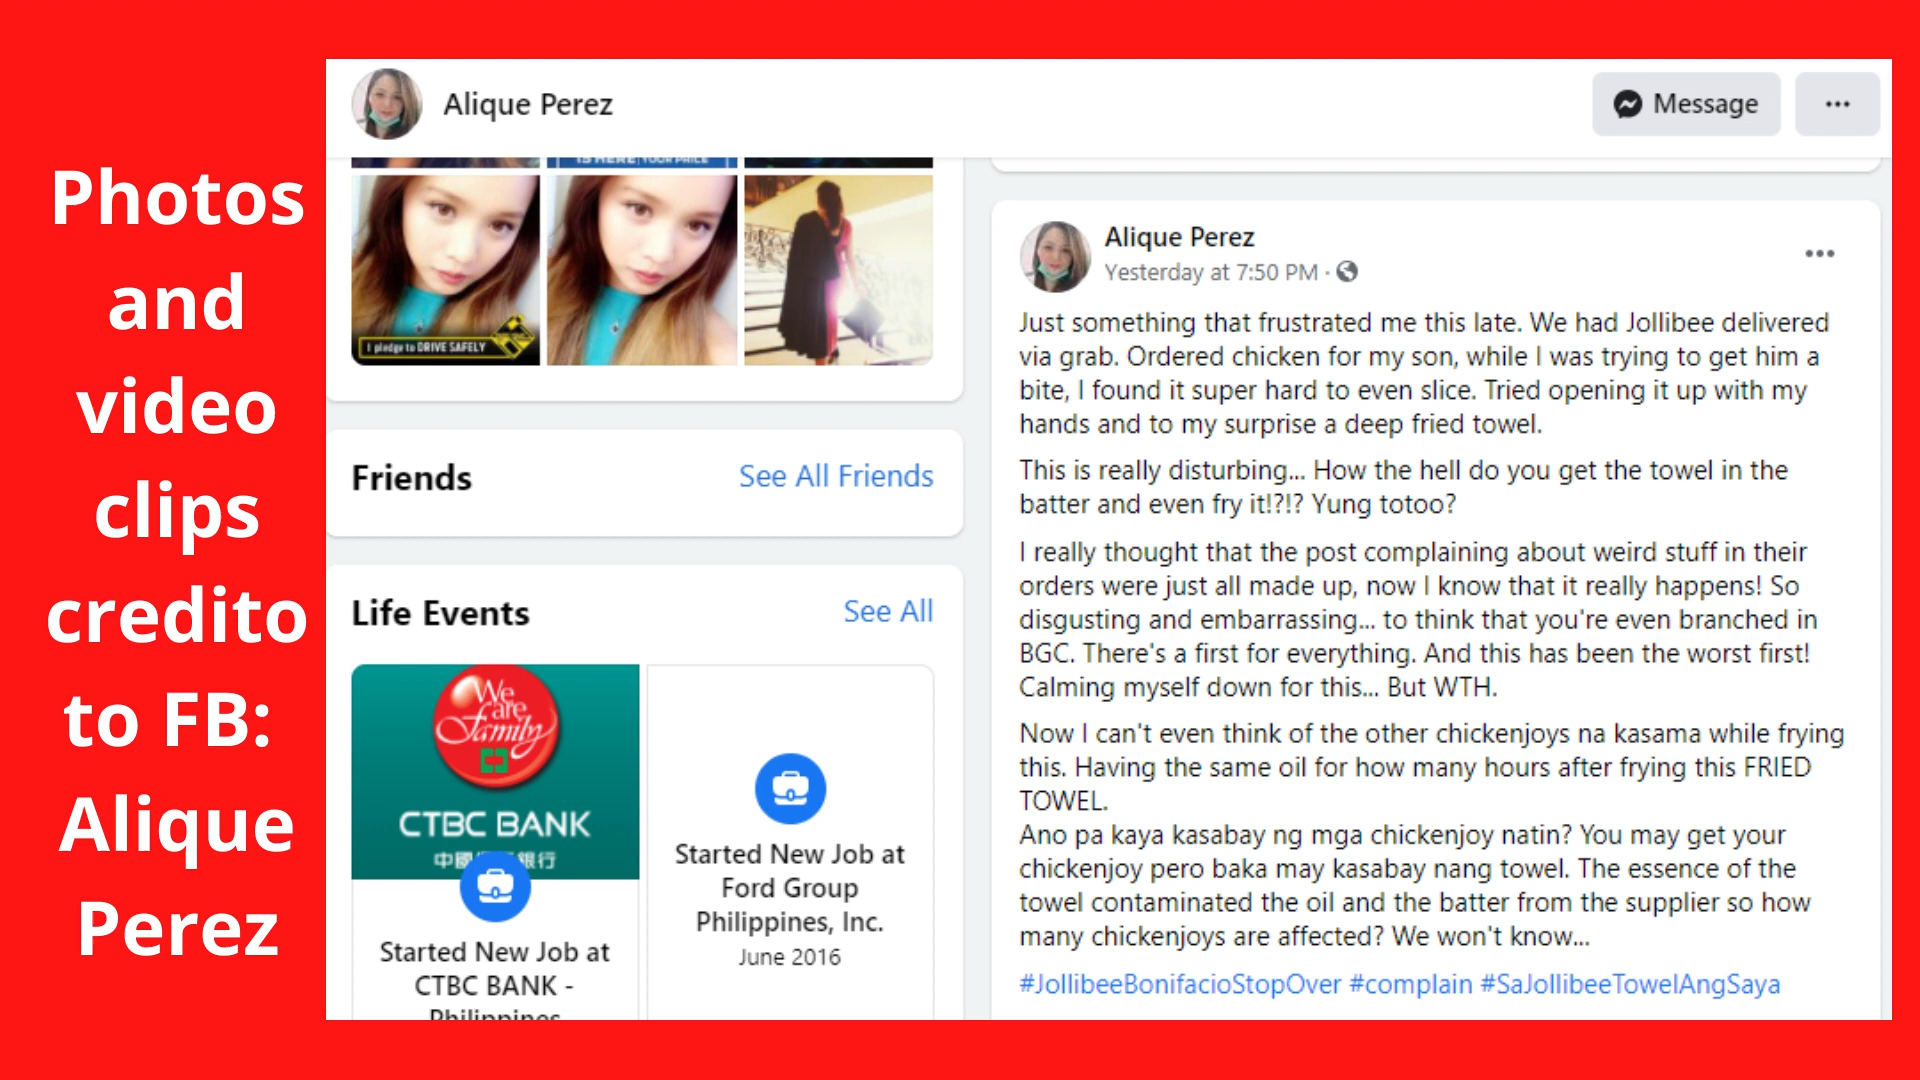 Photos
and
video
clips
credito
to FB:
Alique
Perez
Alique Perez
Message
IS HERE YOUR PRICE
I pledge to DRIVE SAFELY
Friends
See All Friends
Life Events
See All
We
are
Family
CTBC BANK
中國 銀行
Started New Job at
CTBC BANK -
Philippines
Started New Job at
Ford Group
Philippines, Inc.
June 2016
Alique Perez
Yesterday at 7:50 PM ·
Just something that frustrated me this late. We had Jollibee delivered
via grab. Ordered chicken for my son, while I was trying to get him a
bite, I found it super hard to even slice. Tried opening it up with my
hands and to my surprise a deep fried towel.
This is really disturbing... How the hell do you get the towel in the
batter and even fry it!?!? Yung totoo?
I really thought that the post complaining about weird stuff in their
orders were just all made up, now I know that it really happens! So
disgusting and embarrassing... to think that you're even branched in
BGC. There's a first for everything. And this has been the worst first!
Calming myself down for this... But WTH.
Now I can't even think of the other chickenjoys na kasama while frying
this. Having the same oil for how many hours after frying this FRIED
TOWEL.
Ano pa kaya kasabay ng mga chickenjoy natin? You may get your
chickenjoy pero baka may kasabay nang towel. The essence of the
towel contaminated the oil and the batter from the supplier so how
many chickenjoys are affected? We won't know...
#JollibeeBonifacioStopOver #complain #SaJollibeeTowelAngSaya